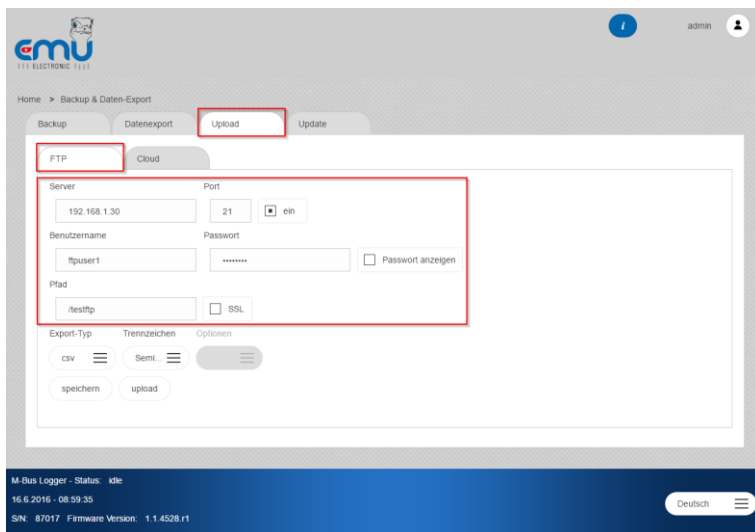 emu
ELECTRONIC
i
admin
Home > Backup & Daten-Export
Backup Datenexport Upload Update
FTP Cloud
Server Port
192.168.1.30 21 ein
Benutzername Passwort
ftpuser1 •••••••• Passwort anzeigen
Pfad
/testftp SSL
Export-Typ Trennzeichen Optionen
csv Semi...
speichern upload
M-Bus Logger - Status: idle
16.6.2016 - 08:59:35
Deutsch
S/N: 87017 Firmware Version: 1.1.4528.r1